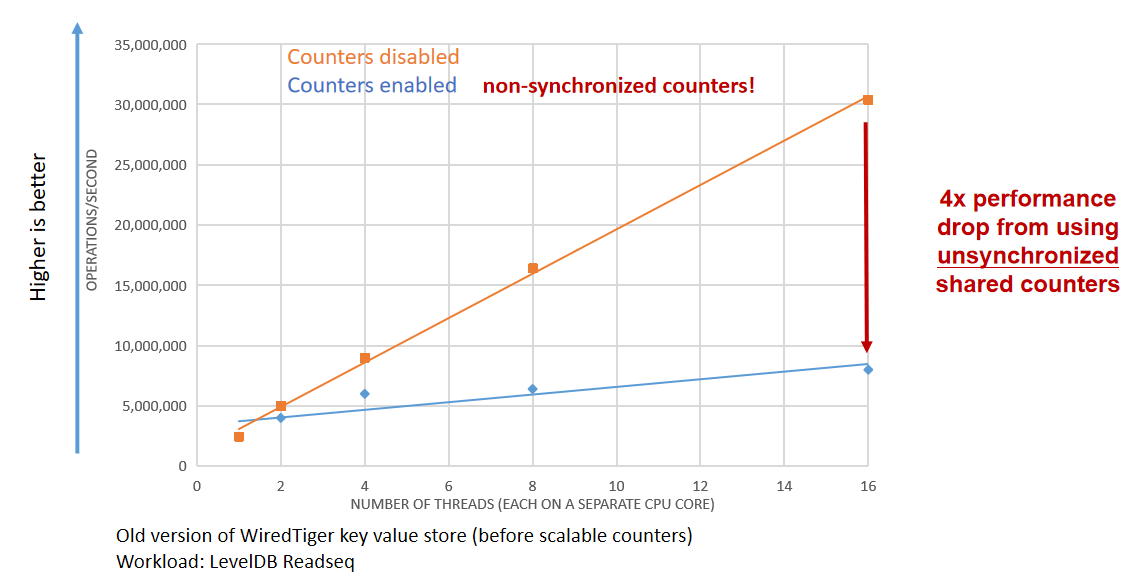 Higher is better
OPERATIONS/SECOND
35,000,000
30,000,000
25,000,000
20,000,000
15,000,000
10,000,000
5,000,000
0
Counters disabled
Counters enabled
non-synchronized counters!
4x performance
drop from using
unsynchronized
shared counters
0 2 4 6 8 10 12 14 16
NUMBER OF THREADS (EACH ON A SEPARATE CPU CORE)
Old version of WiredTiger key value store (before scalable counters)
Workload: LevelDB Readseq